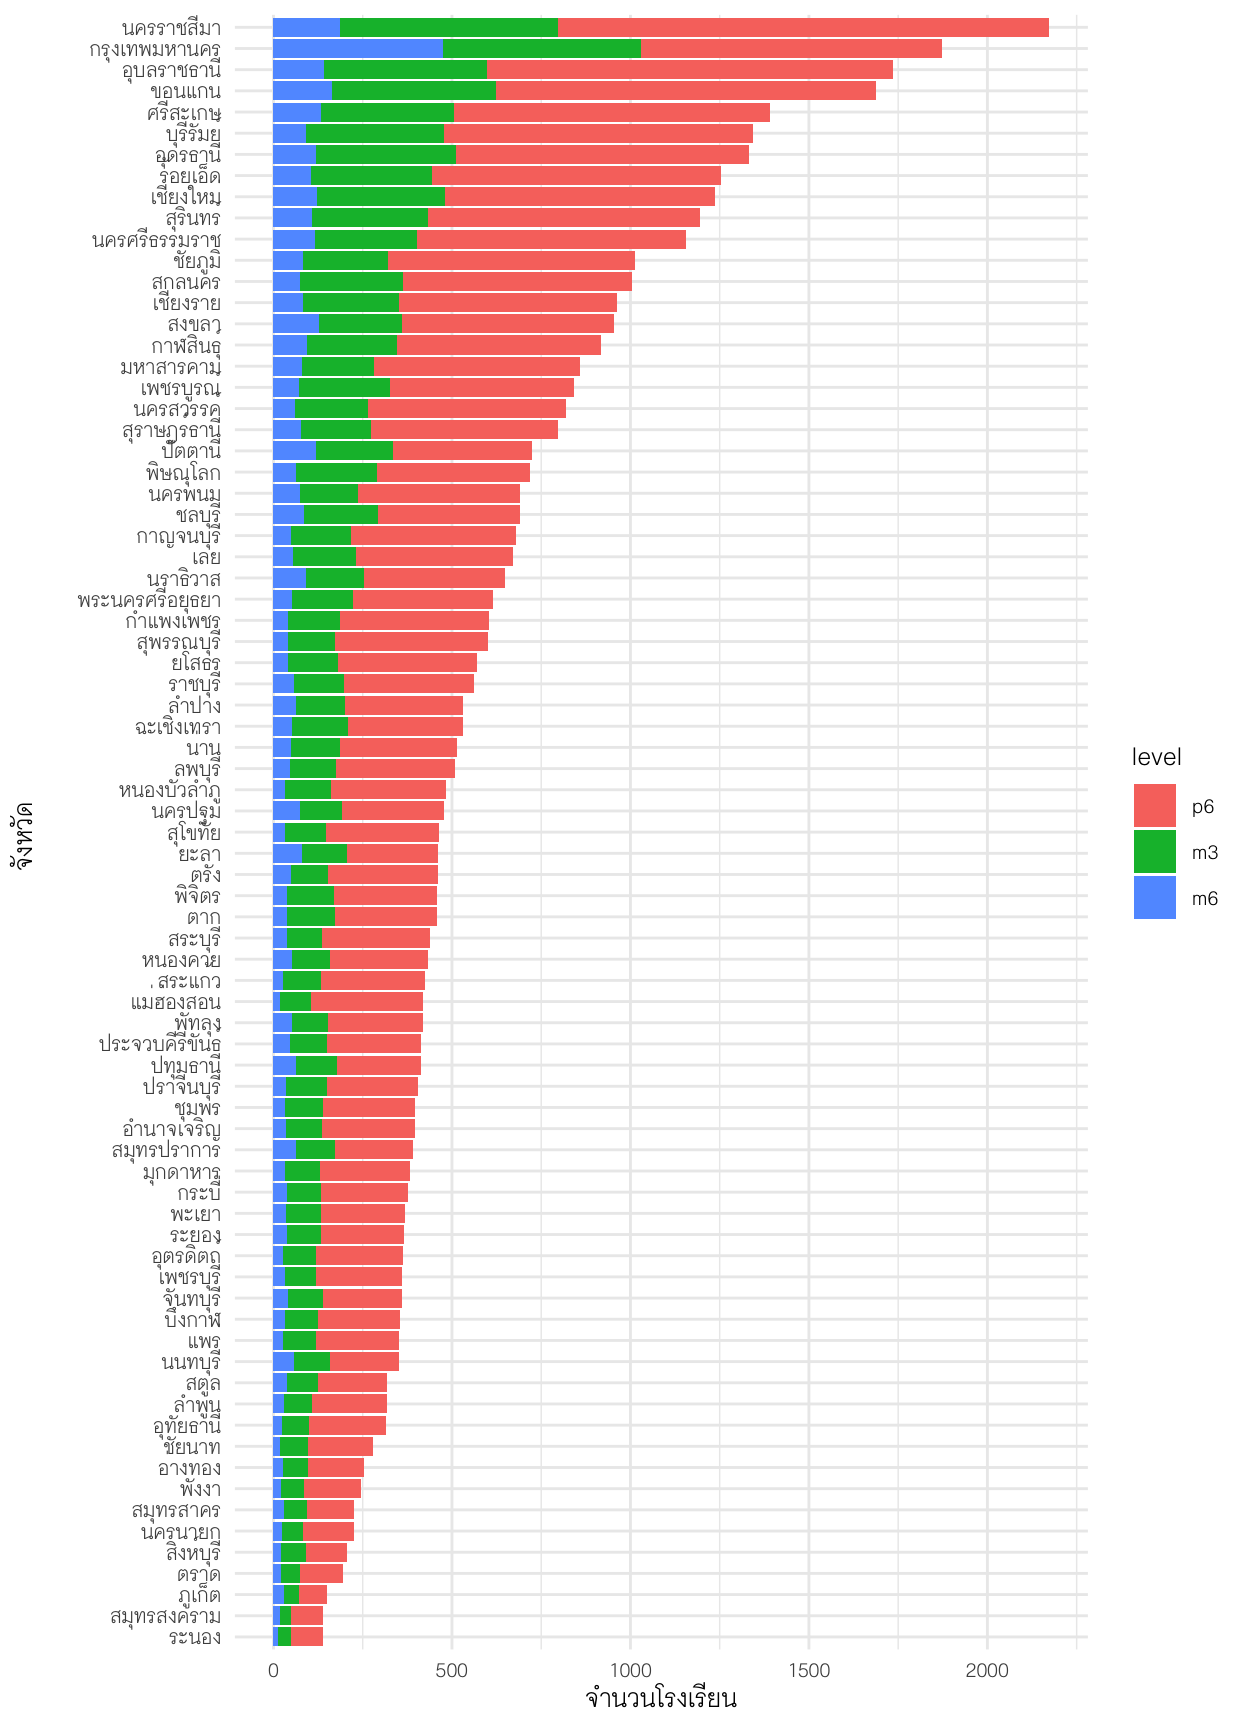 นครราชสีมา
กรุงเทพมหานคร
อุบลราชธานี
ขอนแก่น
ศรีสะเกษ
บุรีรัมย์
อุดรธานี
ร้อยเอ็ด
เชียงใหม่
สุรินทร์
นครศรีธรรมราช
ชัยภูมิ
สกลนคร
เชียงราย
สงขลา
กาฬสินธุ์
มหาสารคาม
เพชรบูรณ์
นครสวรรค์
สุราษฎร์ธานี
ปัตตานี
พิษณุโลก
นครพนม
ชลบุรี
กาญจนบุรี
เลย
นราธิวาส
พระนครศรีอยุธยา
กำแพงเพชร
สุพรรณบุรี
ยโสธร
ราชบุรี
ลำปาง
ฉะเชิงเทรา
น่าน
ลพบุรี
หนองบัวลำภู
นครปฐม
สุโขทัย
ยะลา
ตรัง
พิจิตร
ตาก
สระบุรี
หนองคาย
สระแก้ว
แม่ฮ่องสอน
พัทลุง
ประจวบคีรีขันธ์
ปทุมธานี
ปราจีนบุรี
ชุมพร
อำนาจเจริญ
สมุทรปราการ
มุกดาหาร
กระบี่
พะเยา
ระยอง
อุตรดิตถ์
เพชรบุรี
จันทบุรี
บึงกาฬ
แพร่
นนทบุรี
สตูล
ลำพูน
อุทัยธานี
ชัยนาท
อ่างทอง
พังงา
สมุทรสาคร
นครนายก
สิงห์บุรี
ตราด
ภูเก็ต
สมุทรสงคราม
ระนอง
จังหวัด
0 500 1000 1500 2000
จำนวนโรงเรียน
level
p6
m3
m6